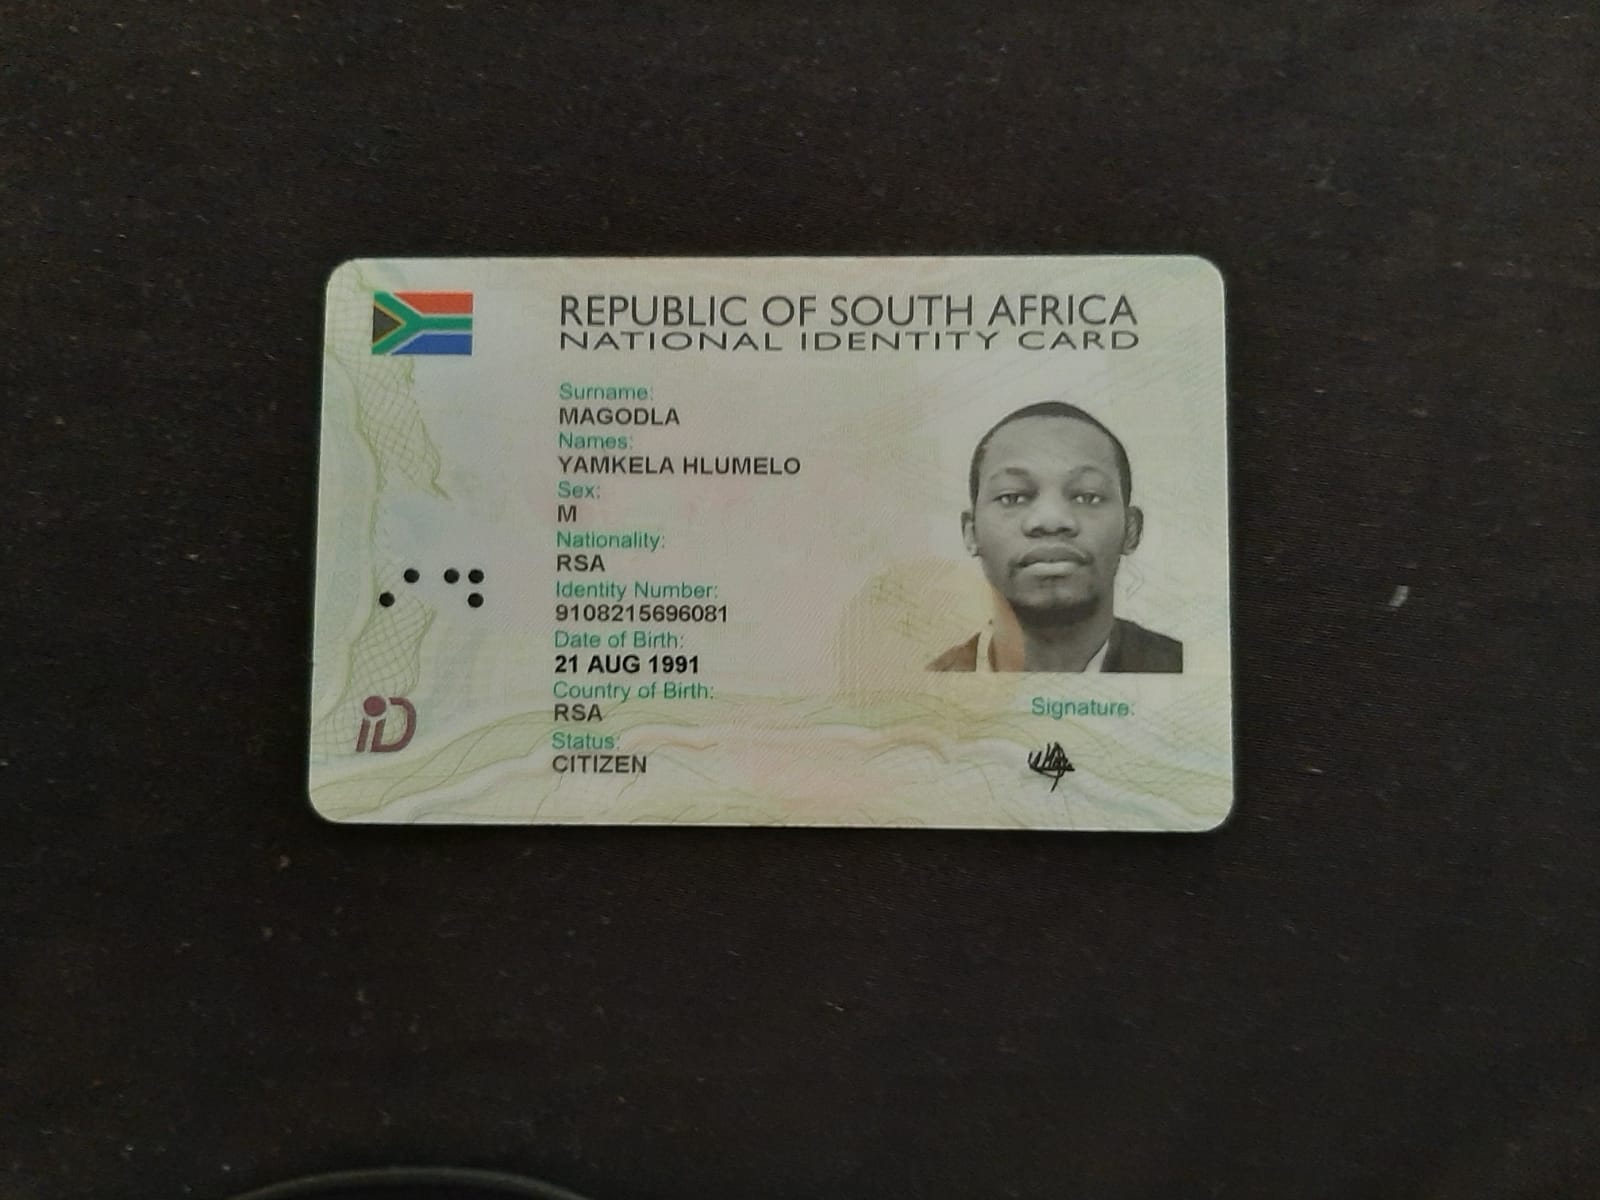 REPUBLIC OF SOUTH AFRICA
NATIONAL IDENTITY CARD
Surname:
MAGODLA
Names:
YAMKELA HLUMELO
Sex:
M
Nationality:
RSA
Identity Number:
9108215696081
Date of Birth:
21 AUG 1991
Country of Birth:
RSA
Status:
CITIZEN
Signature:
iD